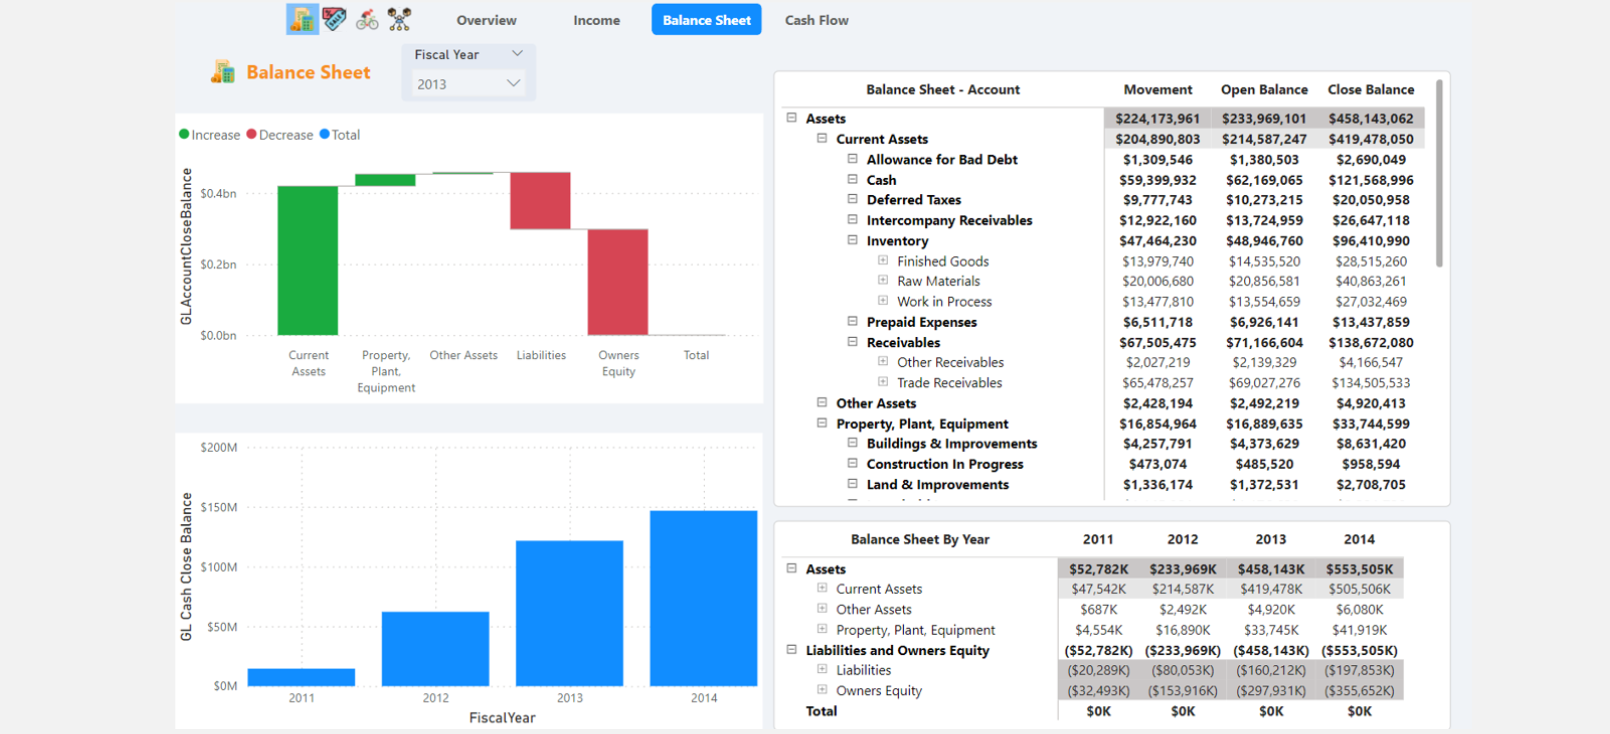 Overview Income Balance Sheet Cash Flow
Balance Sheet
Fiscal Year
2013
Increase Decrease Total
GLAccountCloseBalance
$0.4bn
$0.2bn
$0.0bn
Current Assets
Property, Plant, Equipment
Other Assets
Liabilities
Owners Equity
Total
GL Cash Close Balance
$200M
$150M
$100M
$50M
$0M
2011 2012 2013 2014
FiscalYear
Balance Sheet - Account Movement Open Balance Close Balance
Assets $224,173,961 $233,969,101 $458,143,062
Current Assets $204,890,803 $214,587,247 $419,478,050
Allowance for Bad Debt $1,309,546 $1,380,503 $2,690,049
Cash $59,399,932 $62,169,065 $121,568,996
Deferred Taxes $9,777,743 $10,273,215 $20,050,958
Intercompany Receivables $12,922,160 $13,724,959 $26,647,118
Inventory $47,464,230 $48,946,760 $96,410,990
Finished Goods $13,979,740 $14,535,520 $28,515,260
Raw Materials $20,006,680 $20,856,581 $40,863,261
Work in Process $13,477,810 $13,554,659 $27,032,469
Prepaid Expenses $6,511,718 $6,926,141 $13,437,859
Receivables $67,505,475 $71,166,604 $138,672,080
Other Receivables $2,027,219 $2,139,329 $4,166,547
Trade Receivables $65,478,257 $69,027,276 $134,505,533
Other Assets $2,428,194 $2,492,219 $4,920,413
Property, Plant, Equipment $16,854,964 $16,889,635 $33,744,599
Buildings & Improvements $4,257,791 $4,373,629 $8,631,420
Construction In Progress $473,074 $485,520 $958,594
Land & Improvements $1,336,174 $1,372,531 $2,708,705
Balance Sheet By Year 2011 2012 2013 2014
Assets $52,782K $233,969K $458,143K $553,505K
Current Assets $47,542K $214,587K $419,478K $505,506K
Other Assets $687K $2,492K $4,920K $6,080K
Property, Plant, Equipment $4,554K $16,890K $33,745K $41,919K
Liabilities and Owners Equity ($52,782K) ($233,969K) ($458,143K) ($553,505K)
Liabilities ($20,289K) ($80,053K) ($160,212K) ($197,853K)
Owners Equity ($32,493K) ($153,916K) ($297,931K) ($355,652K)
Total $0K $0K $0K $0K